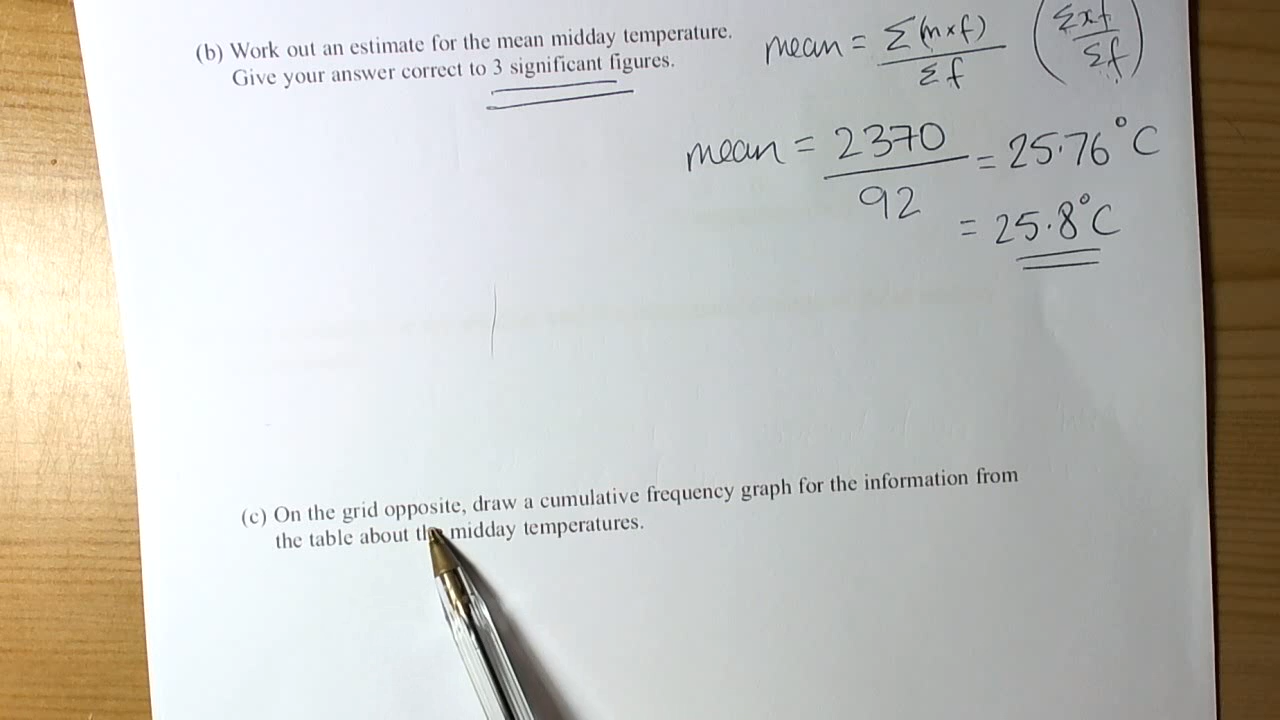 (b) Work out an estimate for the mean midday temperature.
Give your answer correct to 3 significant figures.
mean = Σ(m×f) / Σf (Σxf / Σf)
mean = 2370 / 92 = 25.76°C
= 25.8°C
(c) On the grid opposite, draw a cumulative frequency graph for the information from
the table about the midday temperatures.